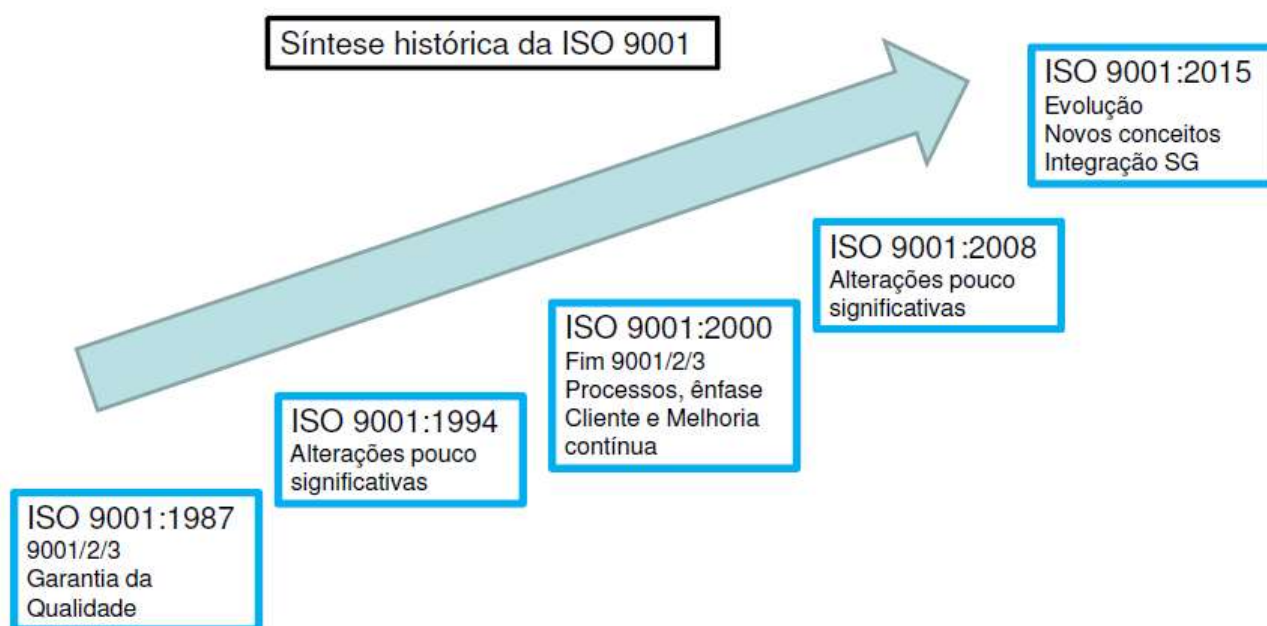 Síntese histórica da ISO 9001
ISO 9001:2015
Evolução
Novos conceitos
Integração SG
ISO 9001:2008
Alterações pouco
significativas
ISO 9001:2000
Fim 9001/2/3
Processos, ênfase
Cliente e Melhoria
contínua
ISO 9001:1994
Alterações pouco
significativas
ISO 9001:1987
9001/2/3
Garantia da
Qualidade